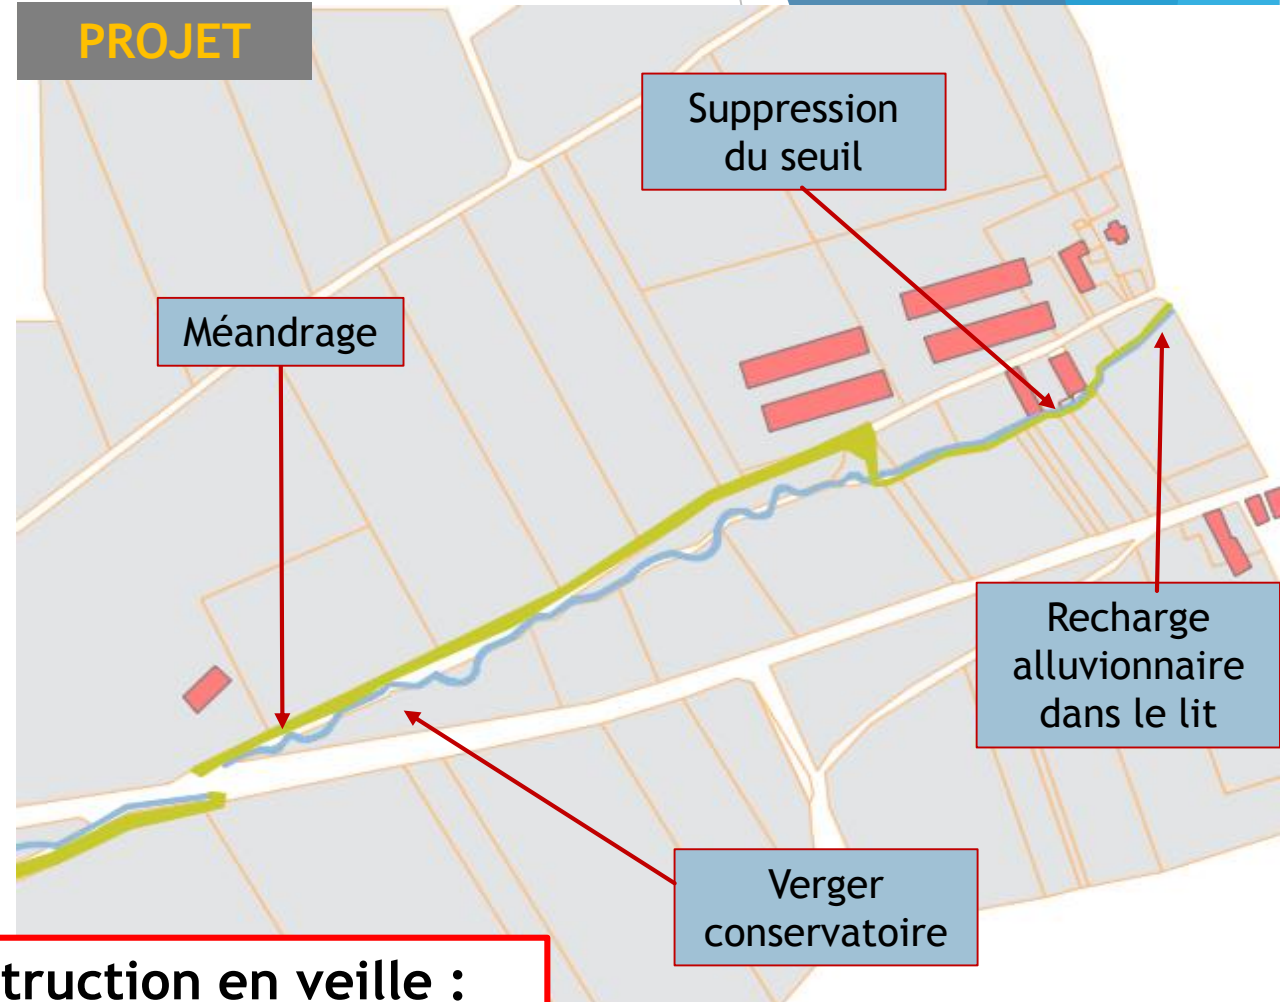 PROJET
Suppression
du seuil
Méandrage
Recharge
alluvionnaire
dans le lit
Verger
conservatoire
truction en veille :